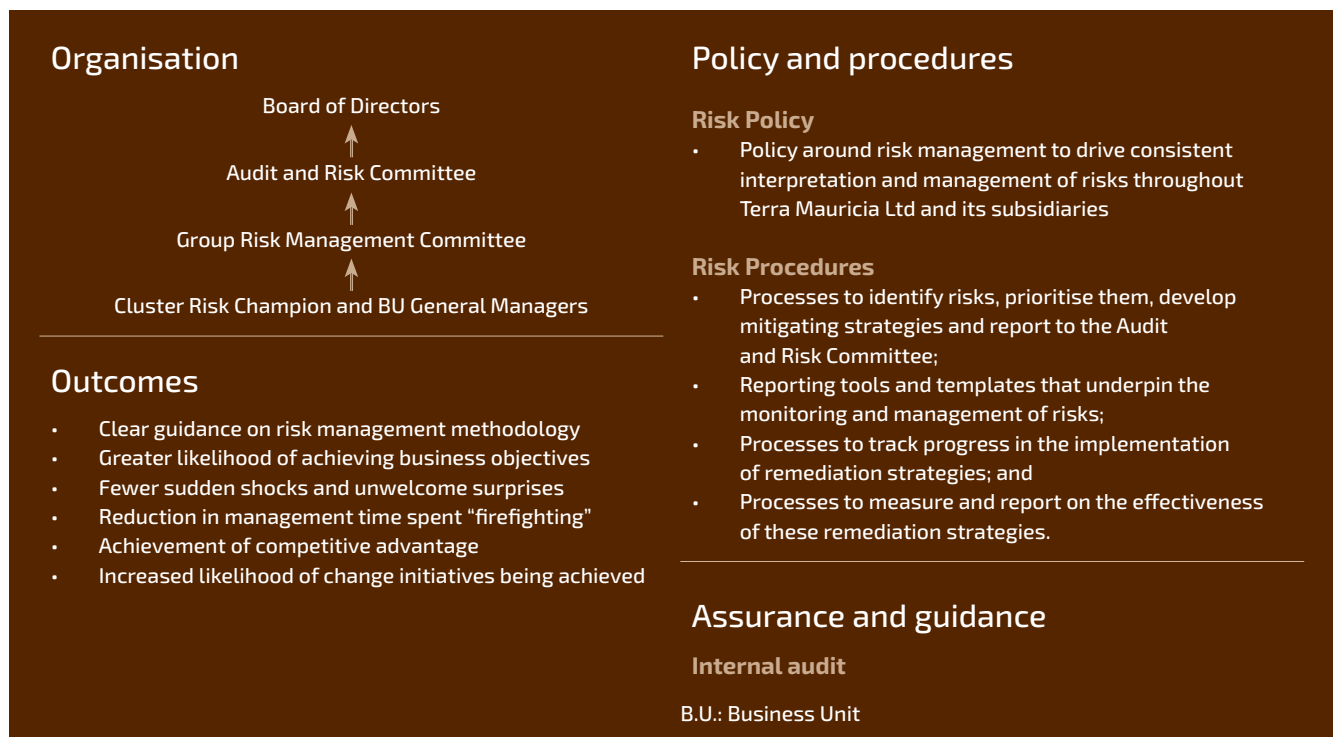 Organisation
Board of Directors
Audit and Risk Committee
Group Risk Management Committee
Cluster Risk Champion and BU General Managers
Outcomes
• Clear guidance on risk management methodology
• Greater likelihood of achieving business objectives
• Fewer sudden shocks and unwelcome surprises
• Reduction in management time spent “firefighting”
• Achievement of competitive advantage
• Increased likelihood of change initiatives being achieved
Policy and procedures
Risk Policy
• Policy around risk management to drive consistent
interpretation and management of risks throughout
Terra Mauricia Ltd and its subsidiaries
Risk Procedures
• Processes to identify risks, prioritise them, develop
mitigating strategies and report to the Audit
and Risk Committee;
• Reporting tools and templates that underpin the
monitoring and management of risks;
• Processes to track progress in the implementation
of remediation strategies; and
• Processes to measure and report on the effectiveness
of these remediation strategies.
Assurance and guidance
Internal audit
B.U.: Business Unit